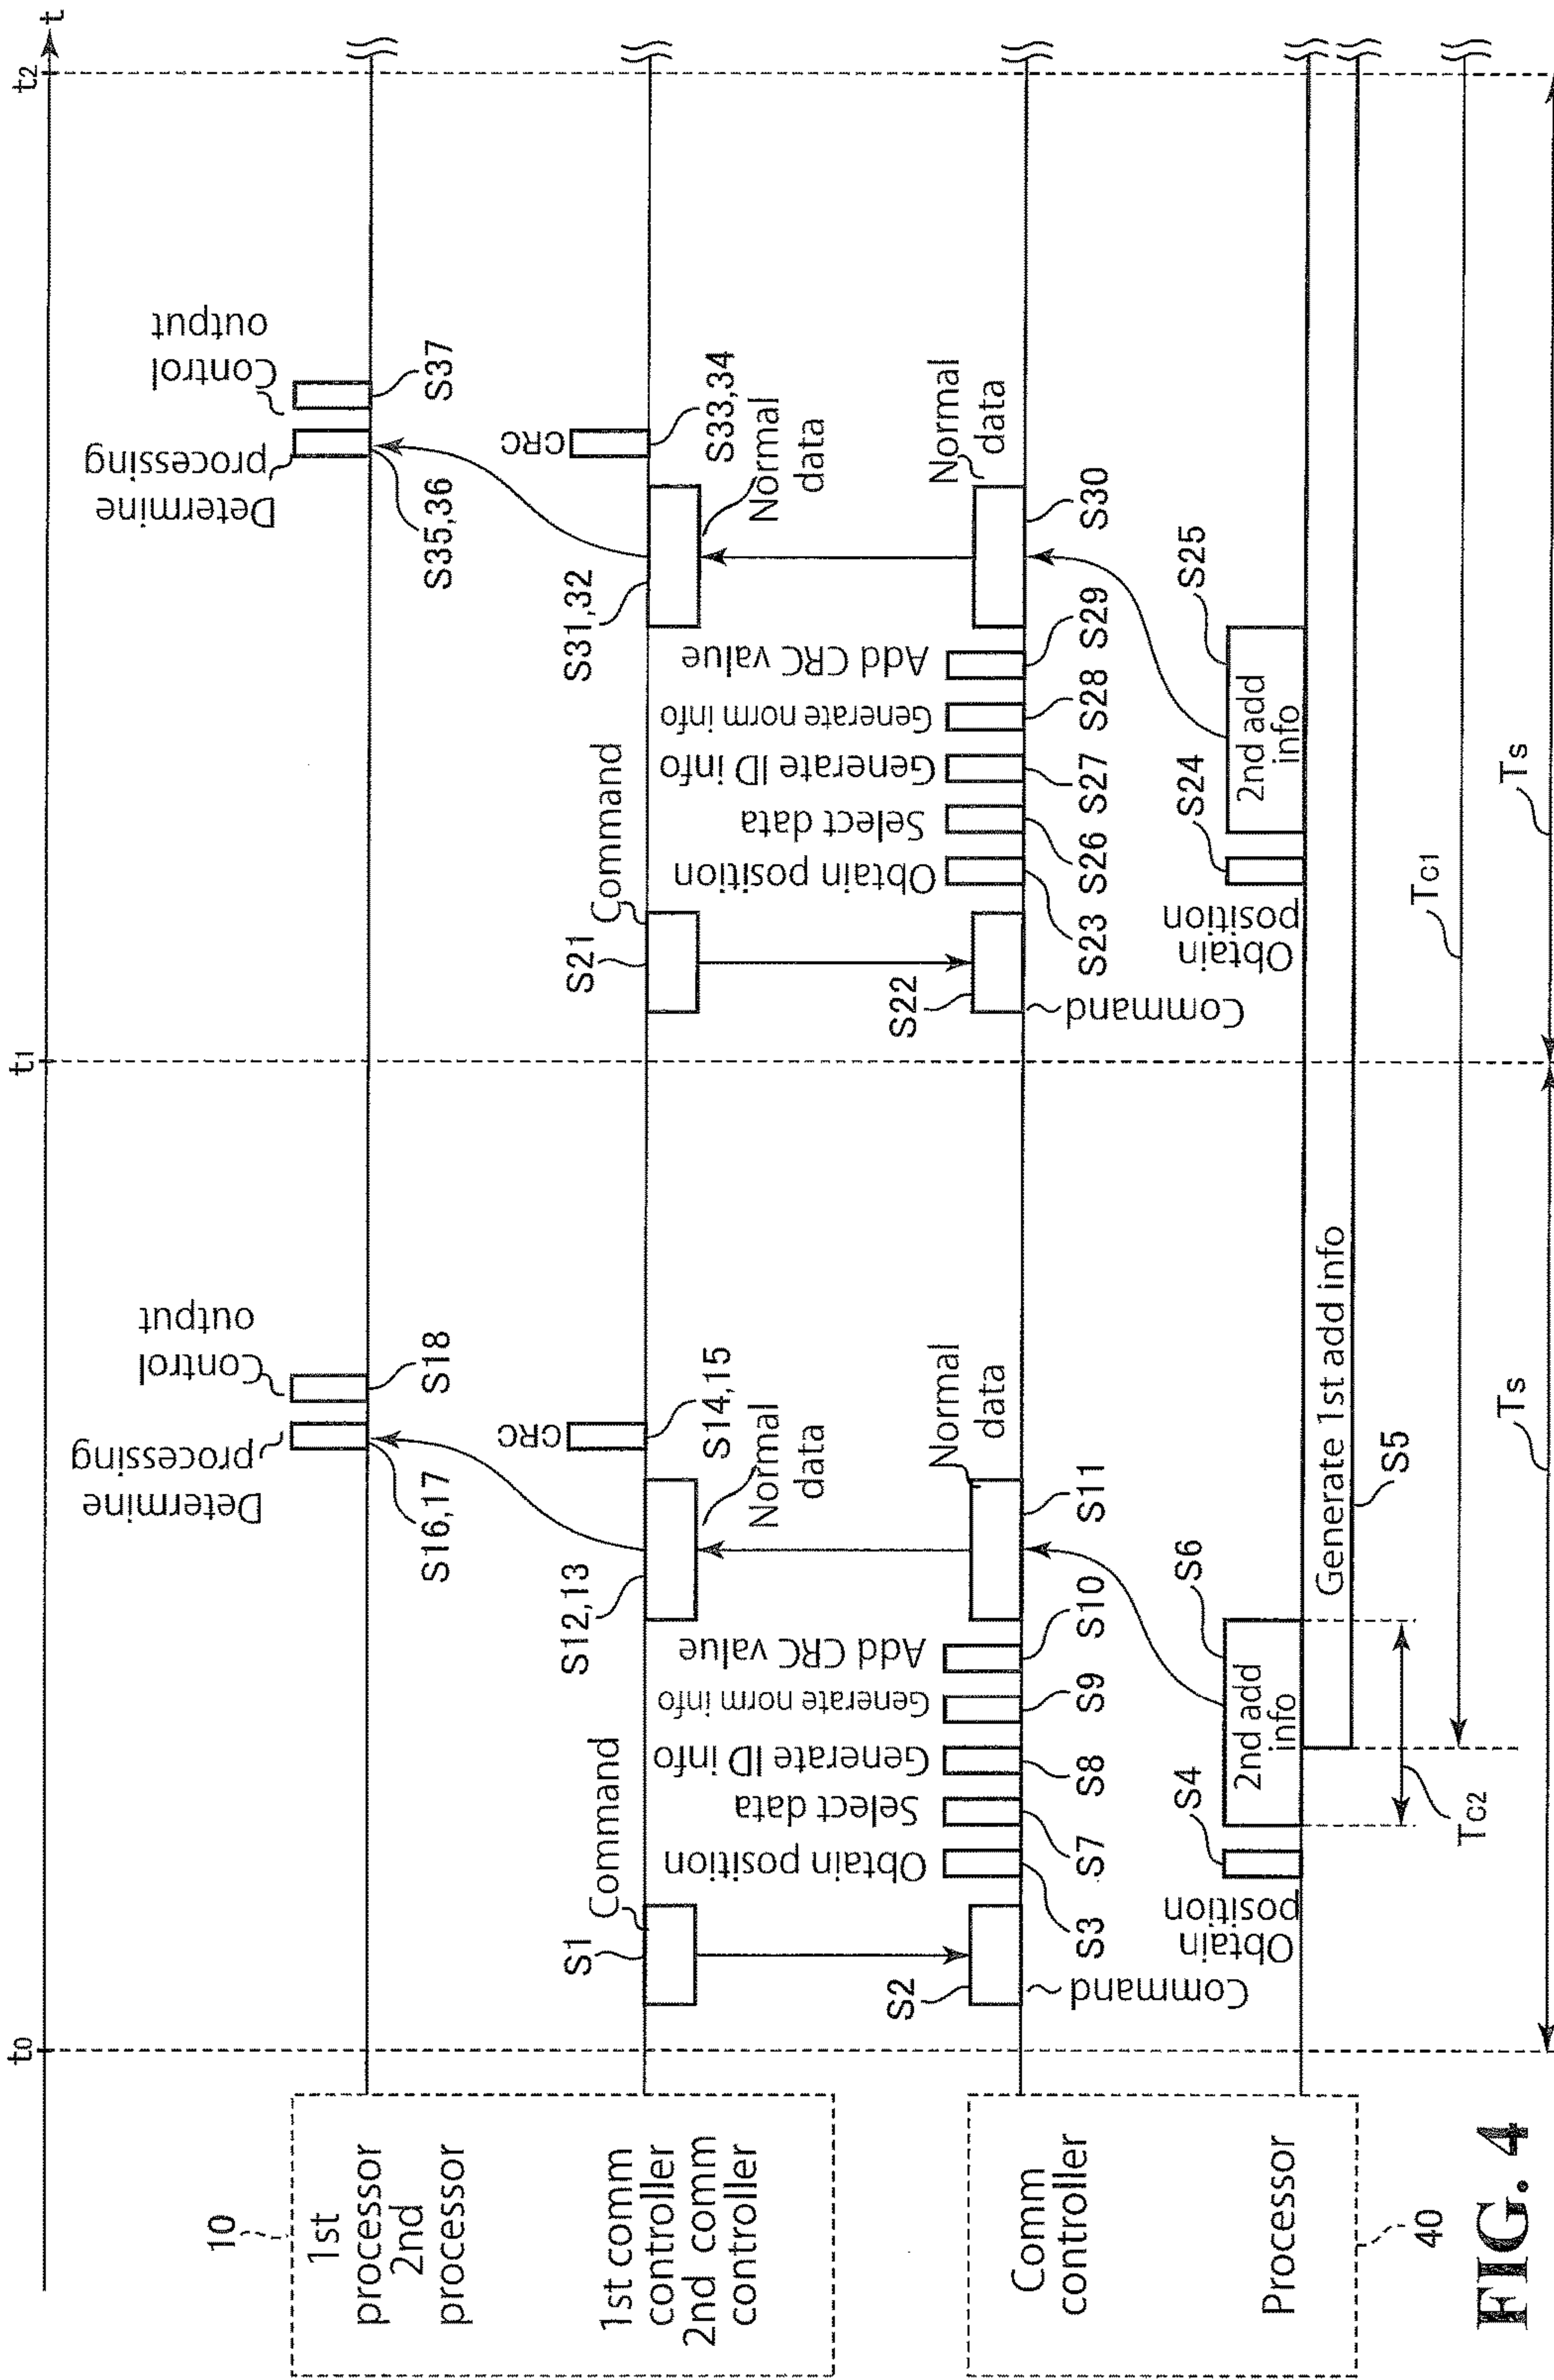 10
1st
processor
2nd
processor
1st comm
controller
2nd comm
controller
Comm
controller
Processor
40
t0
t1
t2
t
Determine
processing
Control
output
S16,17
S18
Determine
processing
Control
output
S35,36
S37
S1
Command
S12,13
CRC
S14,15
Normal
data
S21
Command
S31,32
CRC
S33,34
Normal
data
S2
Command
Obtain position
Select data
Generate ID info
Generate norm info
Add CRC value
Normal
data
S3
S7
S8
S9
S10
S11
S22
Command
Obtain position
Select data
Generate ID info
Generate norm info
Add CRC value
Normal
data
S23
S26
S27
S28
S29
S30
Obtain
position
S4
2nd add
info
S6
Generate 1st add info
S5
Obtain
position
S24
2nd add
info
S25
TC2
TC1
Ts
Ts
FIG. 4